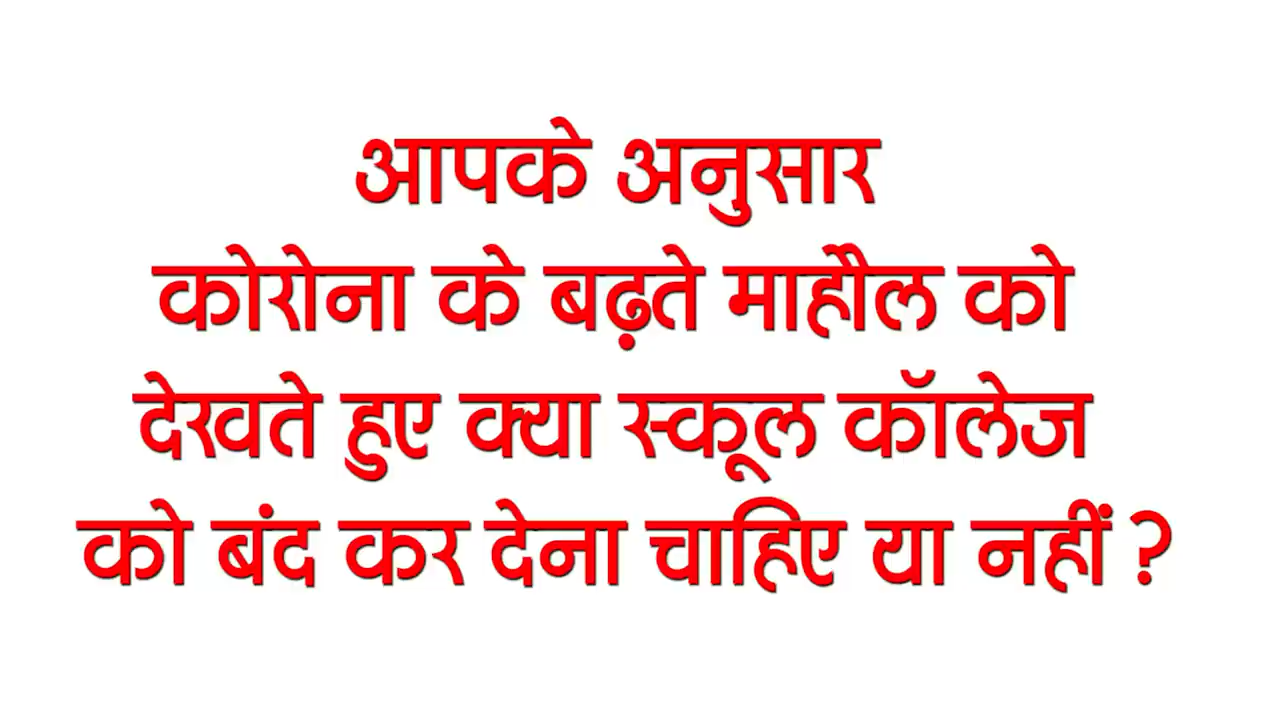 आपके अनुसार
कोरोना के बढ़ते मार्हौल को
देखते हुए क्या स्कूल कॉलेज
को बंद कर देना चाहिए या नहीं ?